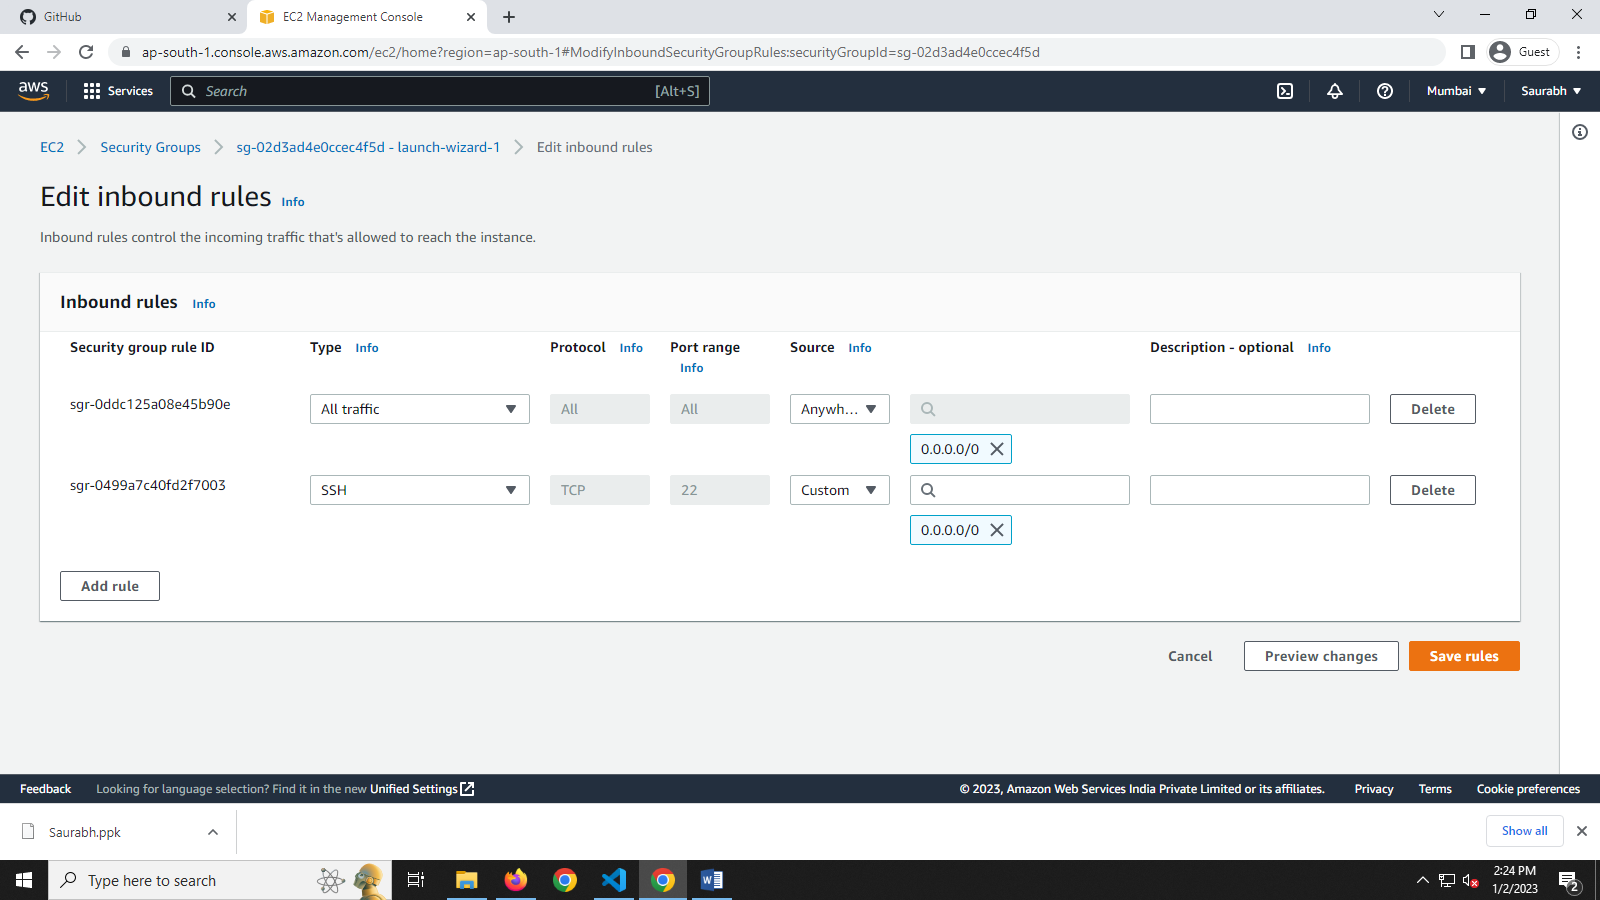 GitHub
EC2 Management Console
ap-south-1.console.aws.amazon.com/ec2/home?region=ap-south-1#ModifyInboundSecurityGroupRules:securityGroupId=sg-02d3ad4e0ccec4f5d
Guest
aws
Services
Search
[Alt+S]
Mumbai
Saurabh
EC2
Security Groups
sg-02d3ad4e0ccec4f5d - launch-wizard-1
Edit inbound rules
Edit inbound rules Info
Inbound rules control the incoming traffic that's allowed to reach the instance.
Inbound rules Info
Security group rule ID
Type Info
Protocol Info
Port range Info
Source Info
Description - optional Info
sgr-0ddc125a08e45b90e
All traffic
All
All
Anywh...
Delete
0.0.0.0/0
sgr-0499a7c40fd2f7003
SSH
TCP
22
Custom
Delete
0.0.0.0/0
Add rule
Cancel
Preview changes
Save rules
Feedback
Looking for language selection? Find it in the new Unified Settings
© 2023, Amazon Web Services India Private Limited or its affiliates.
Privacy
Terms
Cookie preferences
Saurabh.ppk
Show all
Type here to search
2:24 PM
1/2/2023
2